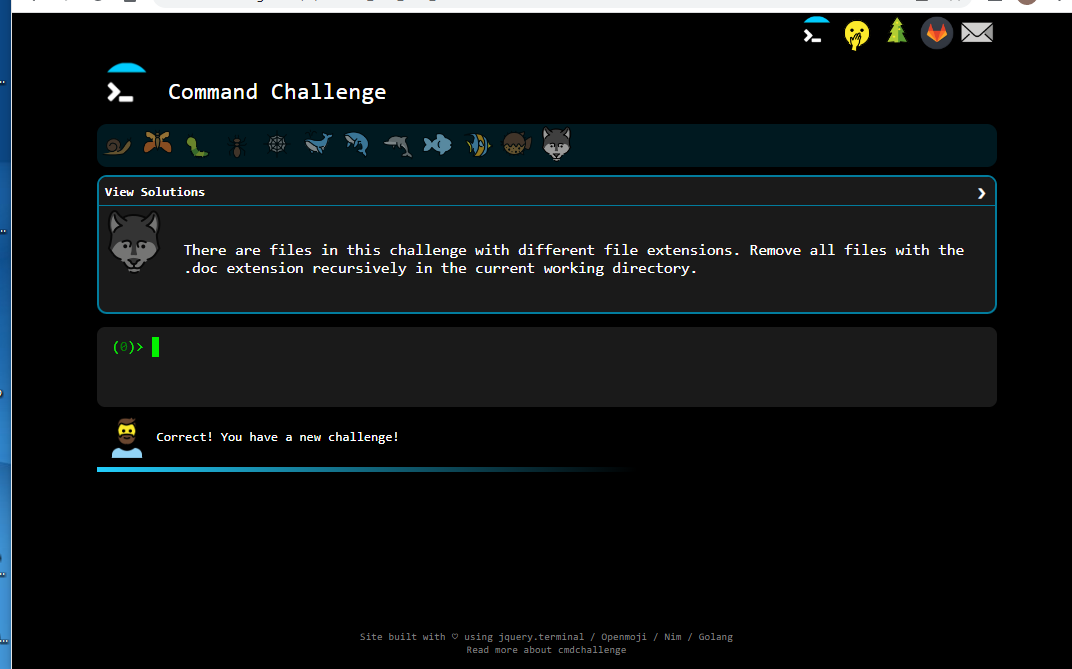 Command Challenge
View Solutions
There are files in this challenge with different file extensions. Remove all files with the
.doc extension recursively in the current working directory.
(0)>
Correct! You have a new challenge!
Site built with ♡ using jquery.terminal / Openmoji / Nim / Golang
Read more about cmdchallenge